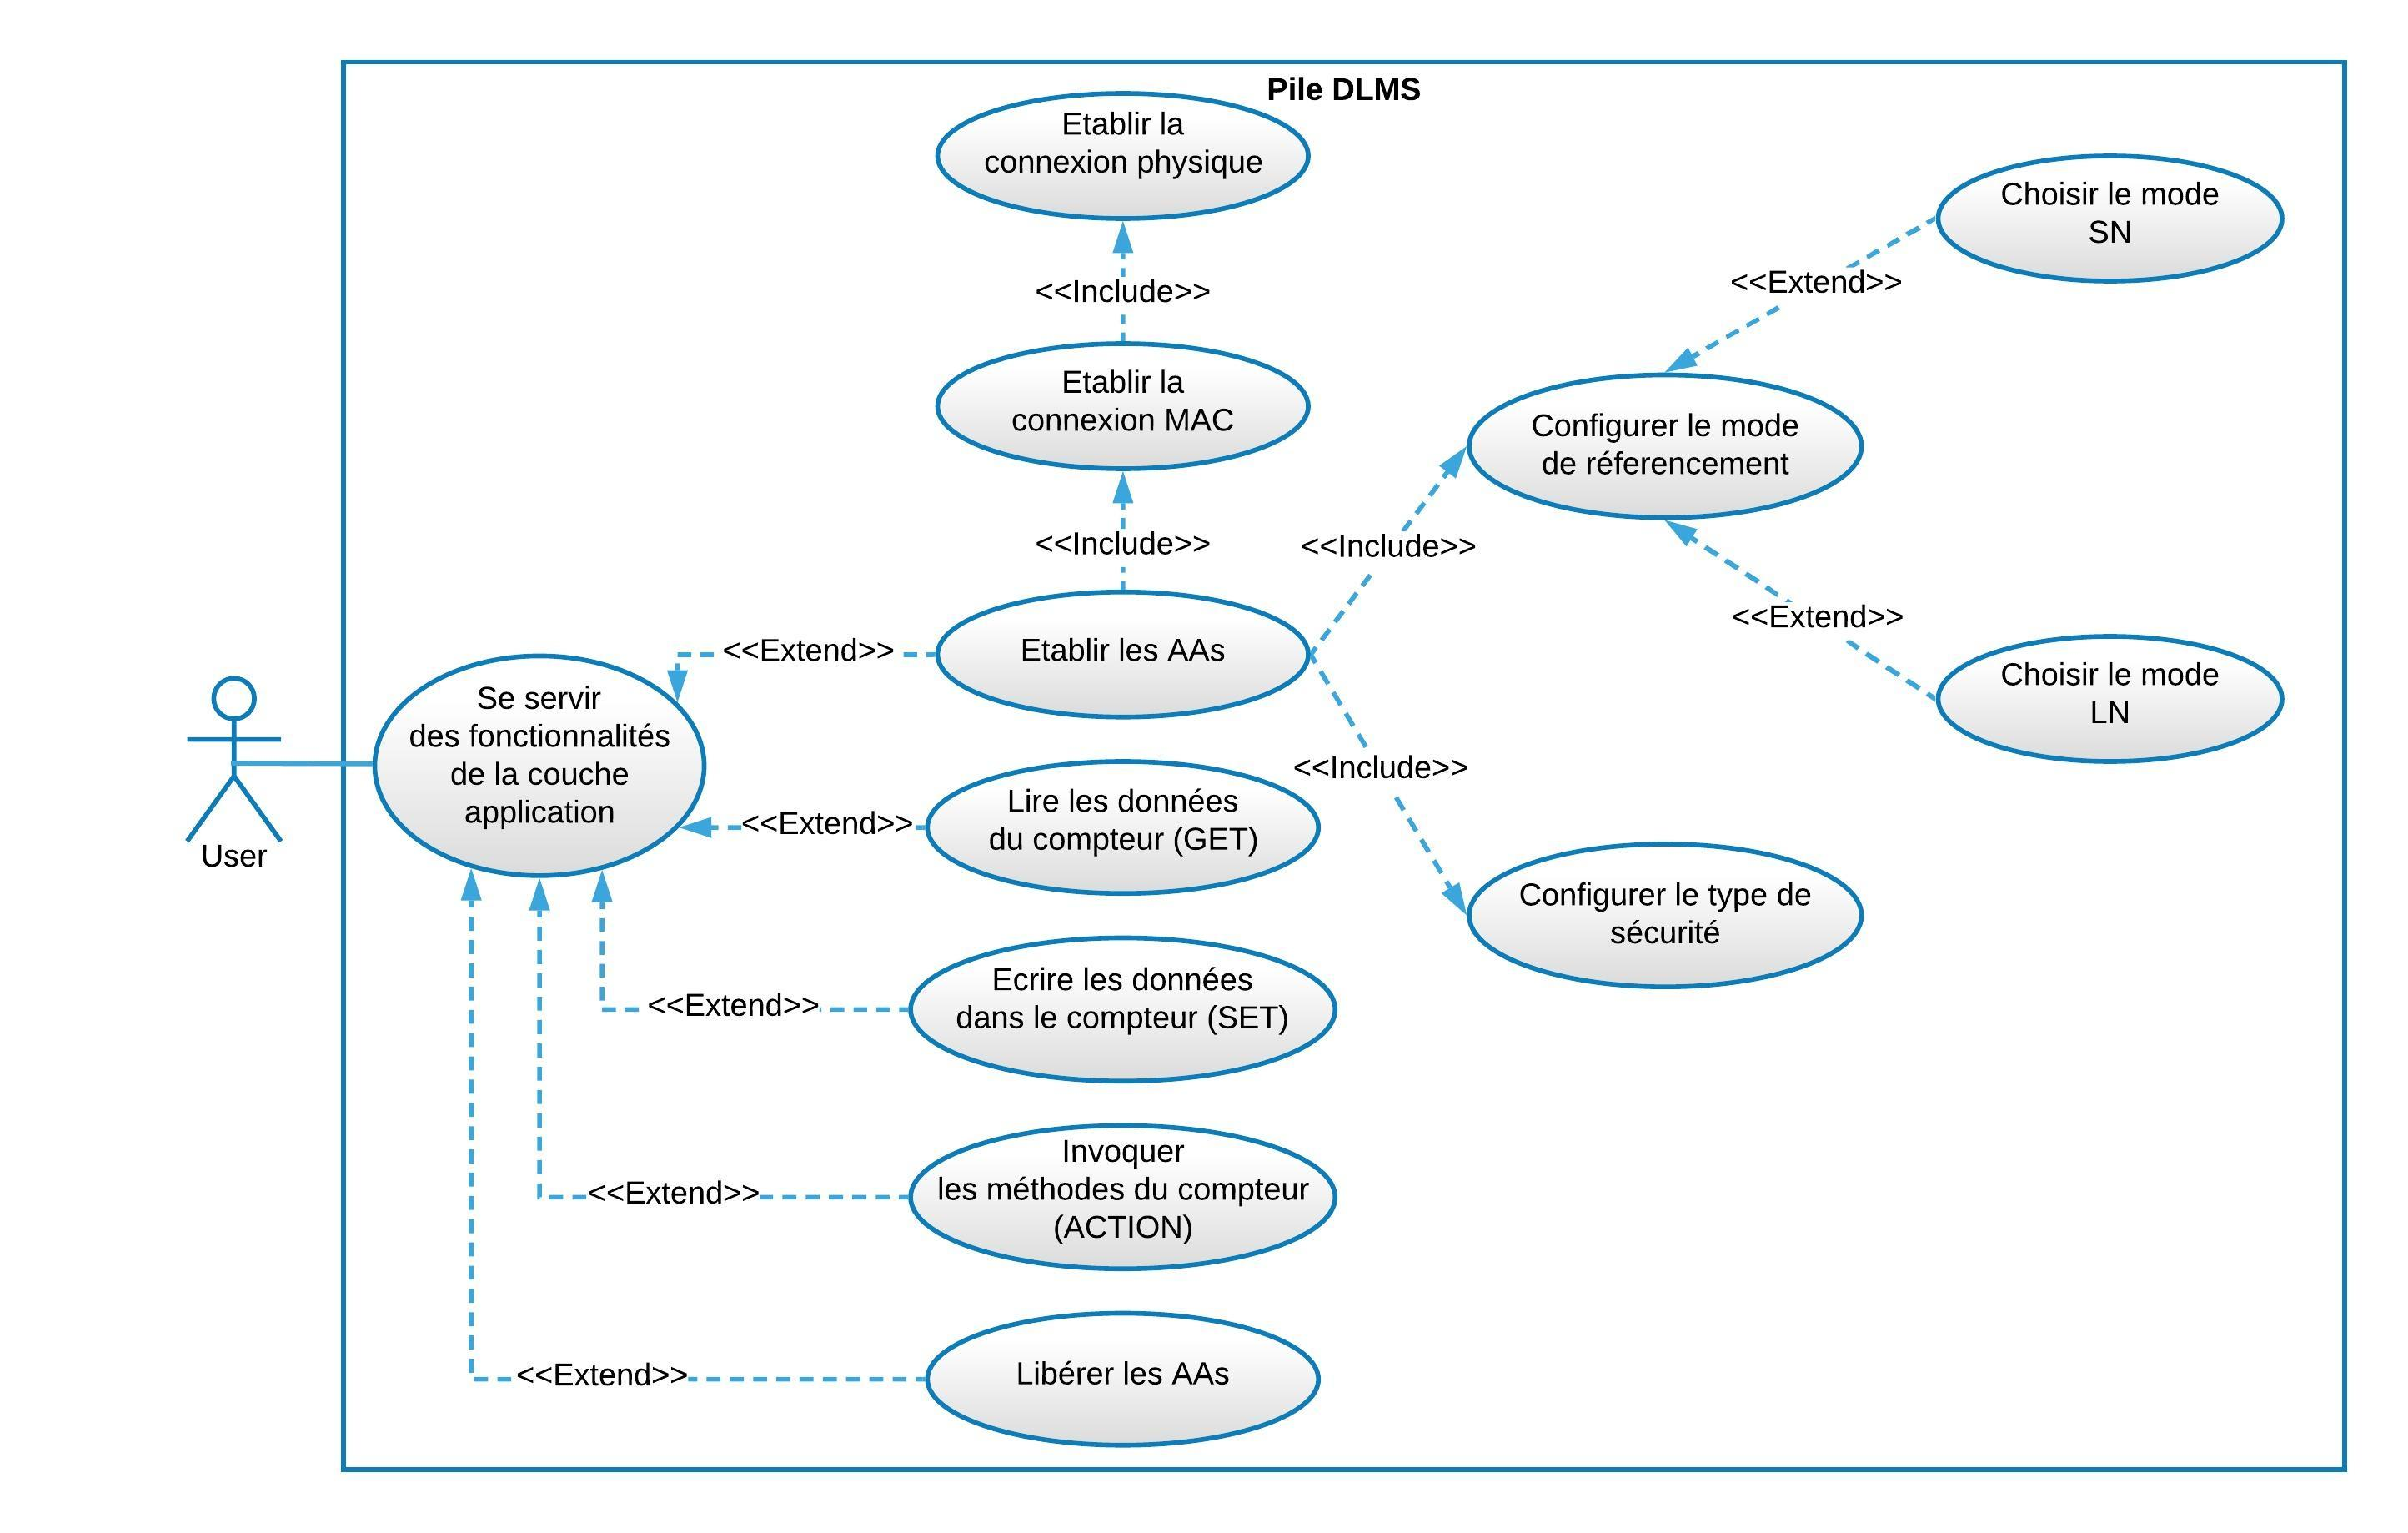 Pile DLMS
Etablir la
connexion physique
<<Include>>
Etablir la
connexion MAC
<<Include>>
Etablir les AAs
<<Extend>>
Se servir
des fonctionnalités
de la couche
application
User
Lire les données
du compteur (GET)
<<Extend>>
Ecrire les données
dans le compteur (SET)
<<Extend>>
Invoquer
les méthodes du compteur
(ACTION)
<<Extend>>
Libérer les AAs
<<Extend>>
<<Include>>
Configurer le mode
de réferencement
<<Include>>
Configurer le type de
sécurité
<<Extend>>
Choisir le mode
SN
<<Extend>>
Choisir le mode
LN